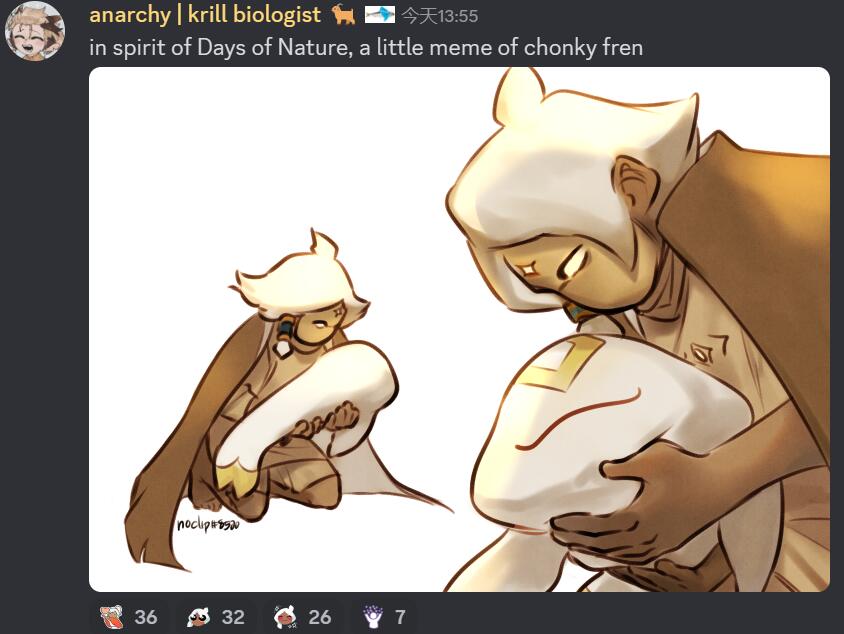 anarchy | krill biologist 今天13:55
in spirit of Days of Nature, a little meme of chonky fren
noclip#8520
36 32 26 7